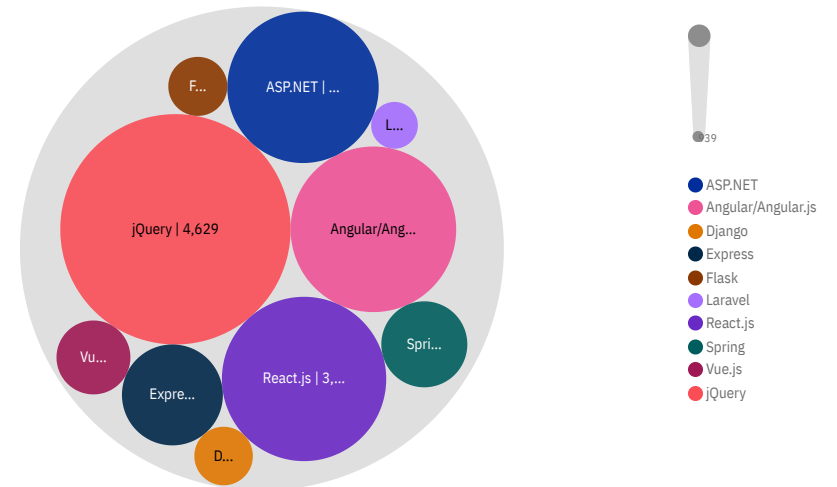 F...
ASP.NET | ...
L...
jQuery | 4,629
Angular/Ang...
Vu...
Expre...
React.js | 3,...
Spri...
D...
939
ASP.NET
Angular/Angular.js
Django
Express
Flask
Laravel
React.js
Spring
Vue.js
jQuery